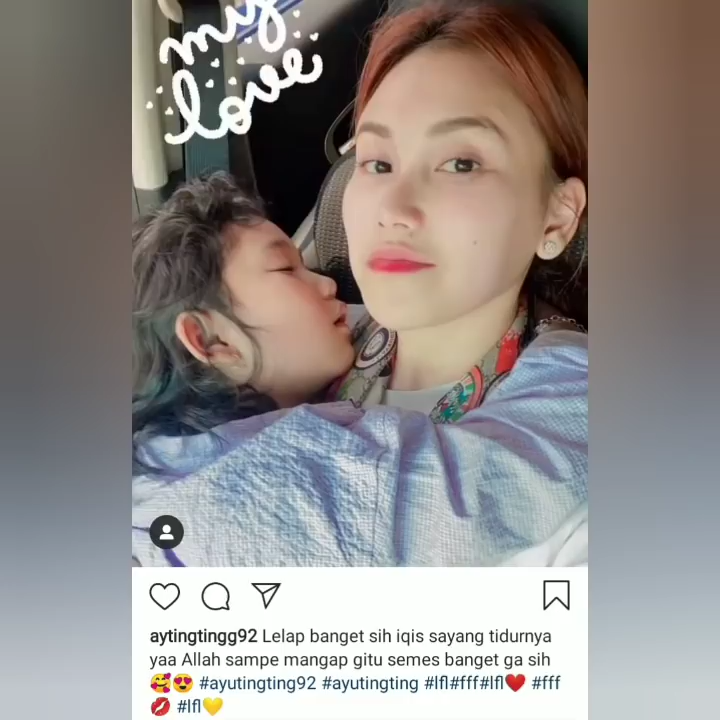 my
love
aytingtingg92 Lelap banget sih iqis sayang tidurnya
yaa Allah sampe mangap gitu semes banget ga sih
🥰😍 #ayutingting92 #ayutingting #lfl#fff#lfl❤️ #fff
💋 #lfl💛